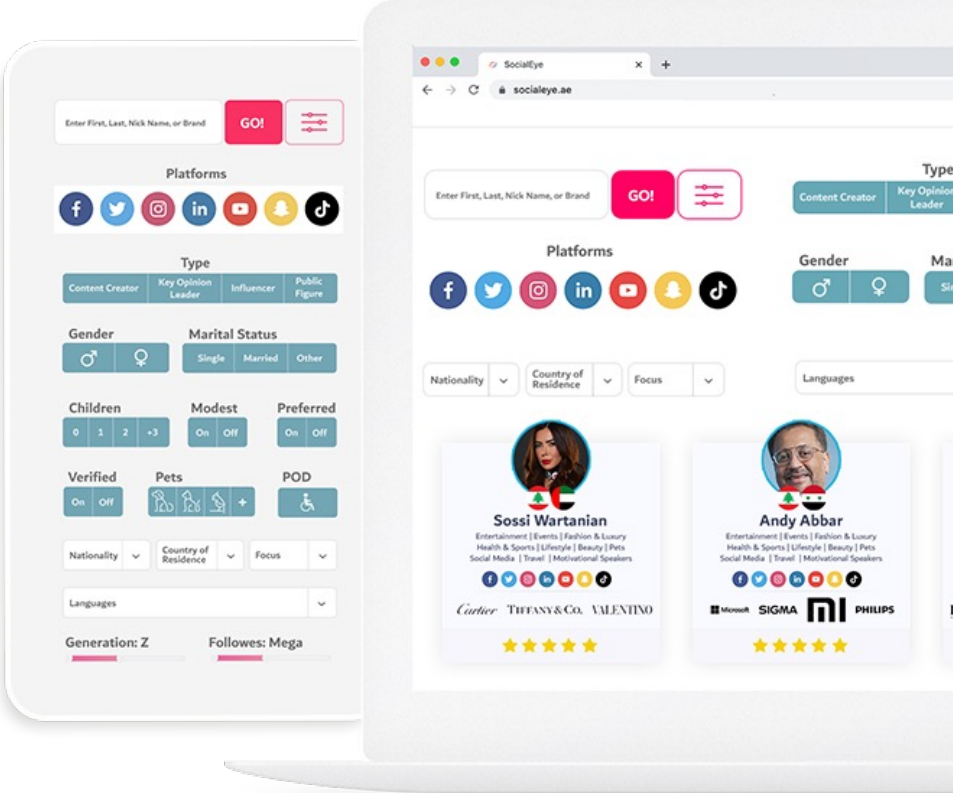 Enter First, Last, Nick Name, or Brand
GO!
Platforms
Type
Content Creator
Key Opinion
Leader
Influencer
Public
Figure
Gender
Marital Status
Single
Married
Other
Children
Modest
Preferred
0
1
2
+3
On
Off
On
Off
Verified
Pets
POD
On
Off
+
Nationality
Country of
Residence
Focus
Languages
Generation: Z
Followes: Mega
SocialEye
socialeye.ae
Enter First, Last, Nick Name, or Brand
GO!
Type
Content Creator
Key Opinion
Leader
Platforms
Gender
Mar
Sin
Nationality
Country of
Residence
Focus
Languages
Sossi Wartanian
Entertainment | Events | Fashion & Luxury
Health & Sports | Lifestyle | Beauty | Pets
Social Media | Travel | Motivational Speakers
Cartier TIFFANY & CO. VALENTINO
Andy Abbar
Entertainment | Events | Fashion & Luxury
Health & Sports | Lifestyle | Beauty | Pets
Social Media | Travel | Motivational Speakers
Microsoft SIGMA mi PHILIPS